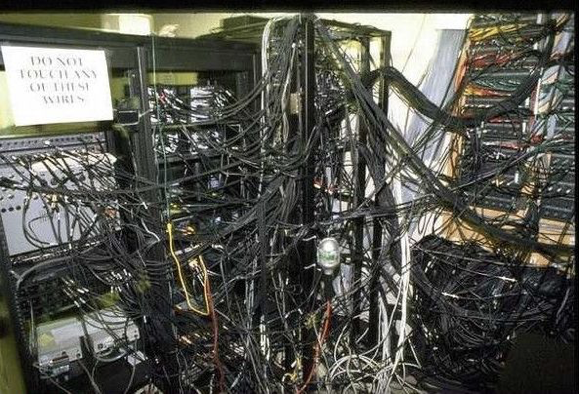 DO NOT
TOUCH ANY
OF THESE
WIRES